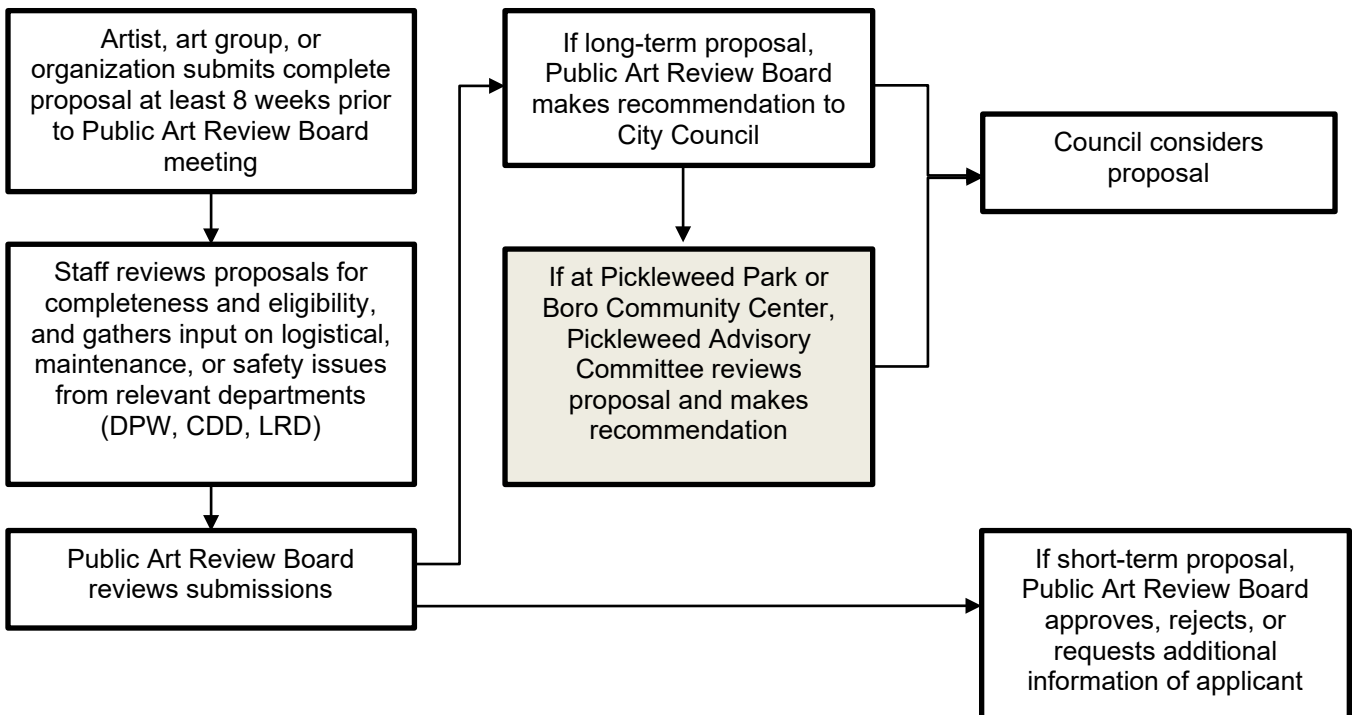 Artist, art group, or
organization submits complete
proposal at least 8 weeks prior
to Public Art Review Board
meeting
Staff reviews proposals for
completeness and eligibility,
and gathers input on logistical,
maintenance, or safety issues
from relevant departments
(DPW, CDD, LRD)
Public Art Review Board
reviews submissions
If long-term proposal,
Public Art Review Board
makes recommendation to
City Council
If at Pickleweed Park or
Boro Community Center,
Pickleweed Advisory
Committee reviews
proposal and makes
recommendation
Council considers
proposal
If short-term proposal,
Public Art Review Board
approves, rejects, or
requests additional
information of applicant